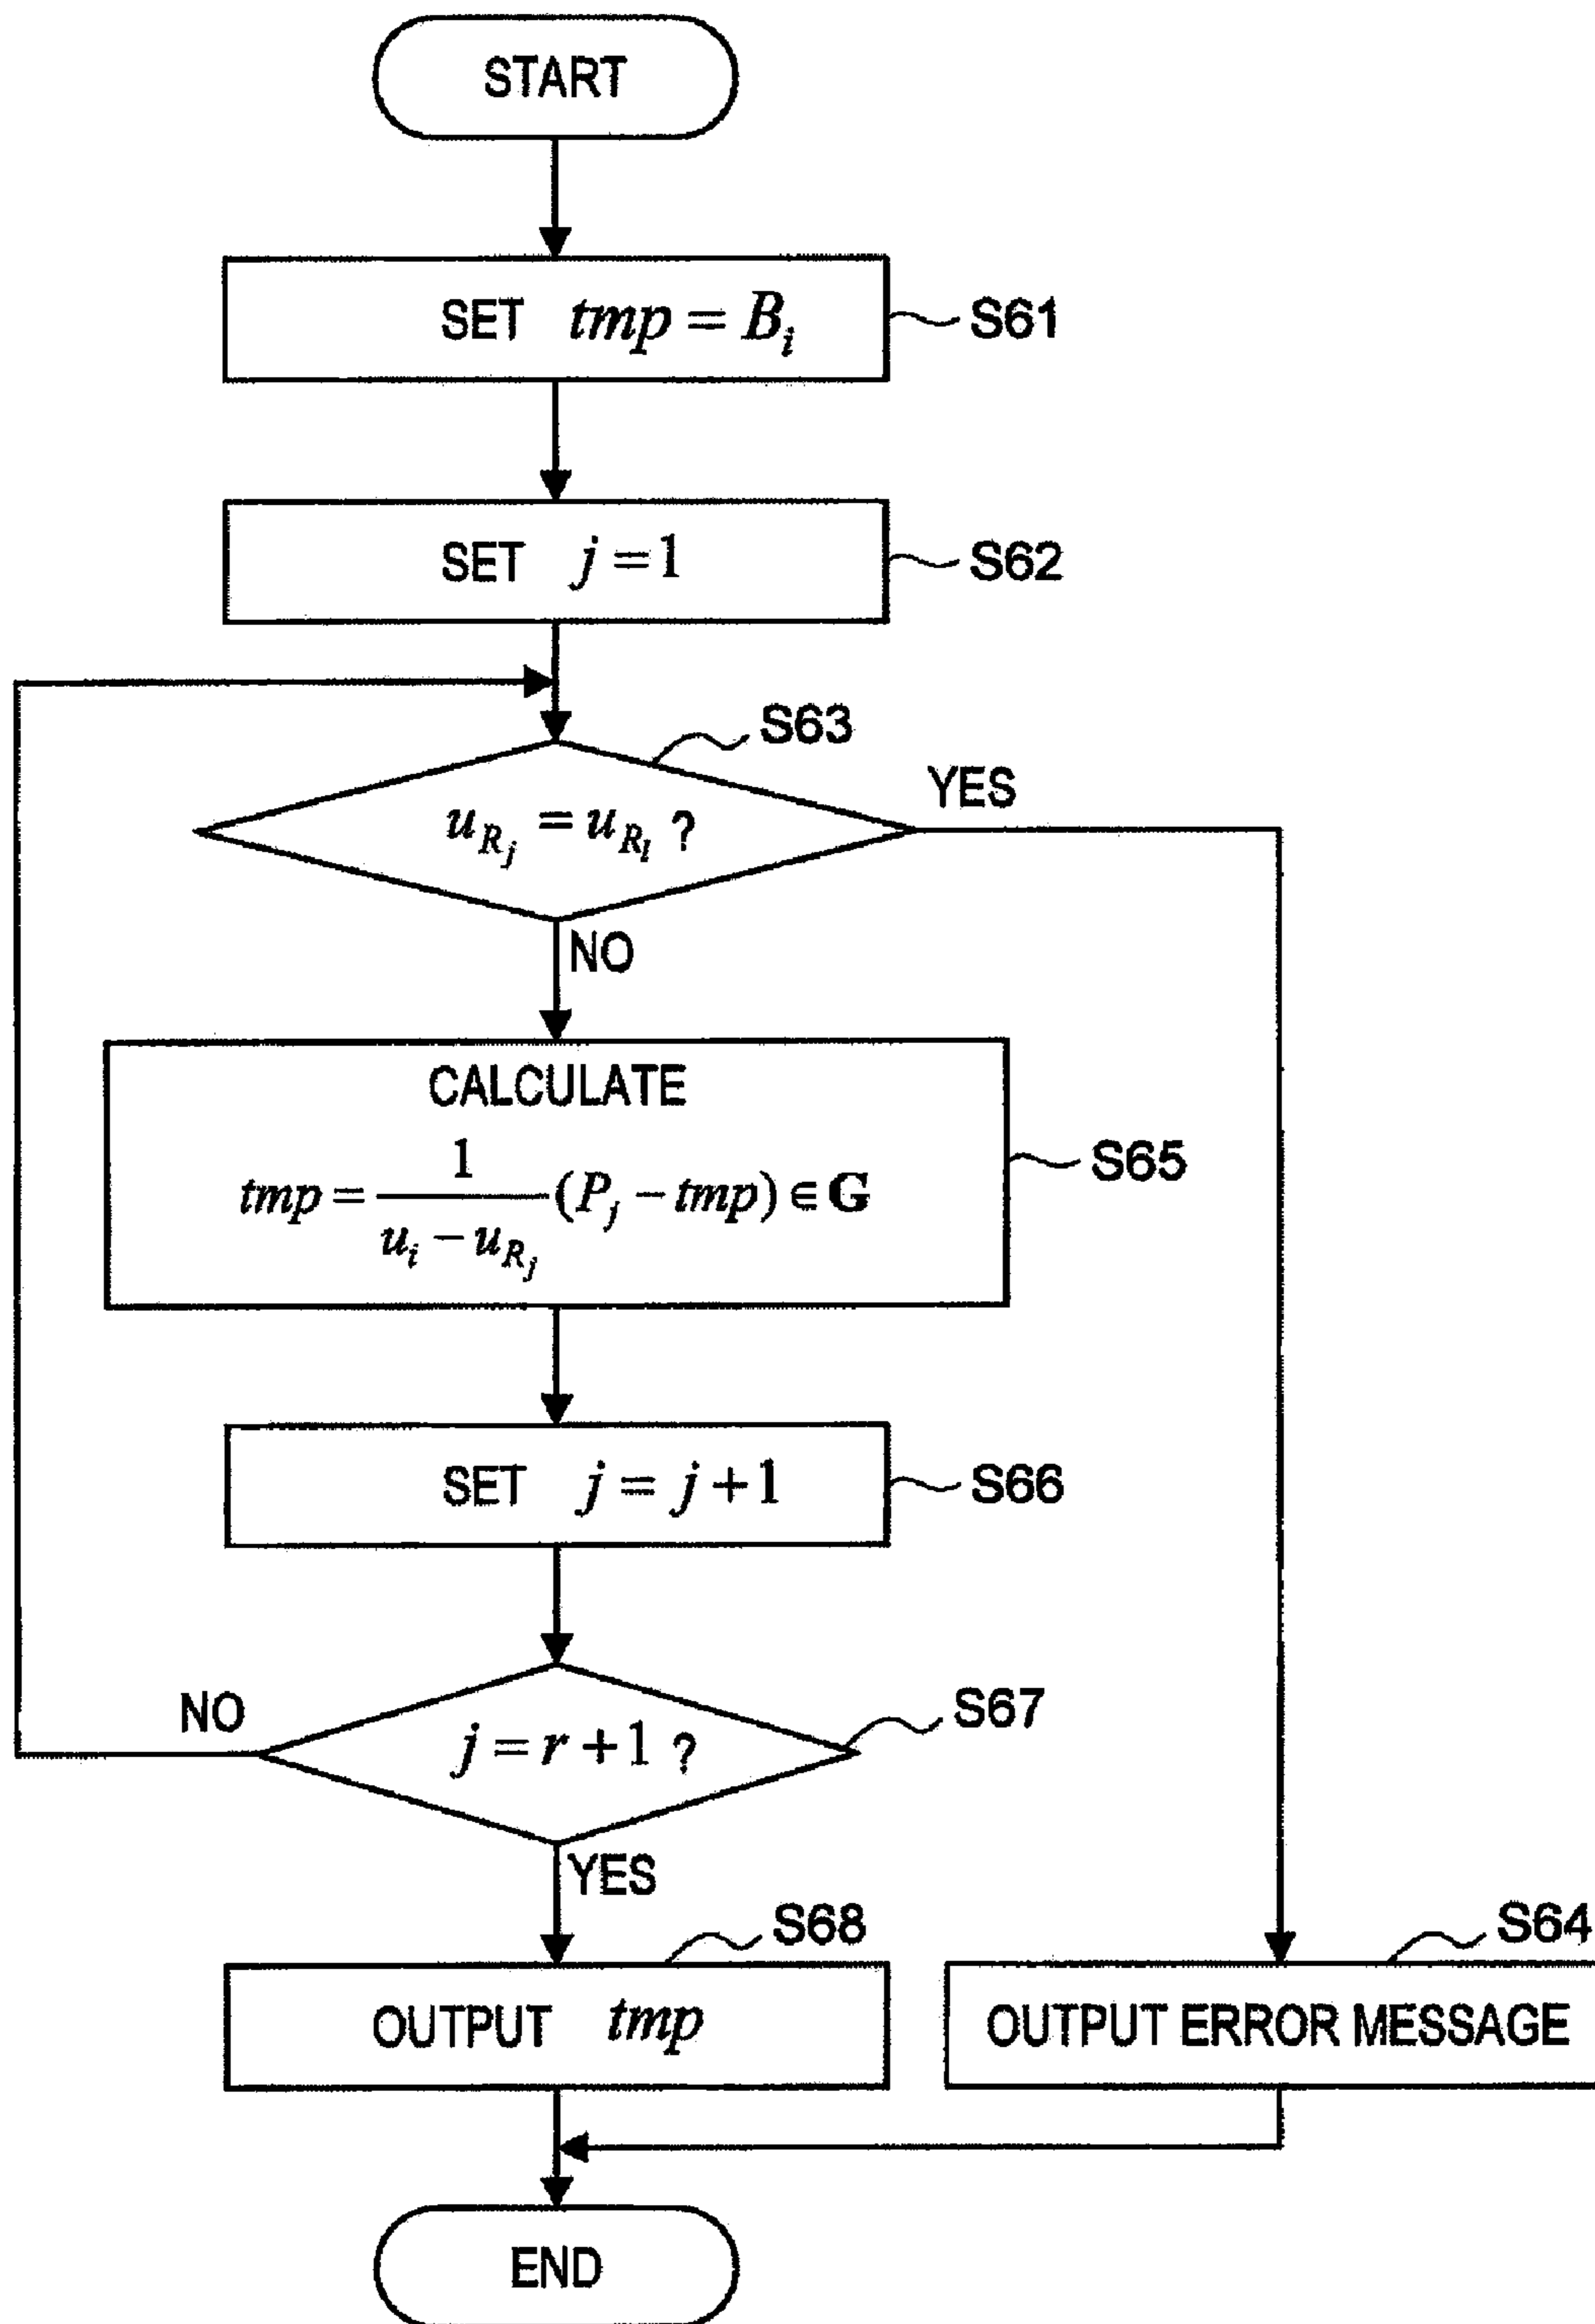 START
SET tmp = B_i
S61
SET j = 1
S62
S63
u_{R_j} = u_{R_l} ?
YES
NO
CALCULATE
tmp = \frac{1}{u_i - u_{R_j}} (P_j - tmp) ∈ G
S65
SET j = j + 1
S66
NO
j = r + 1 ?
S67
YES
S68
S64
OUTPUT tmp
OUTPUT ERROR MESSAGE
END